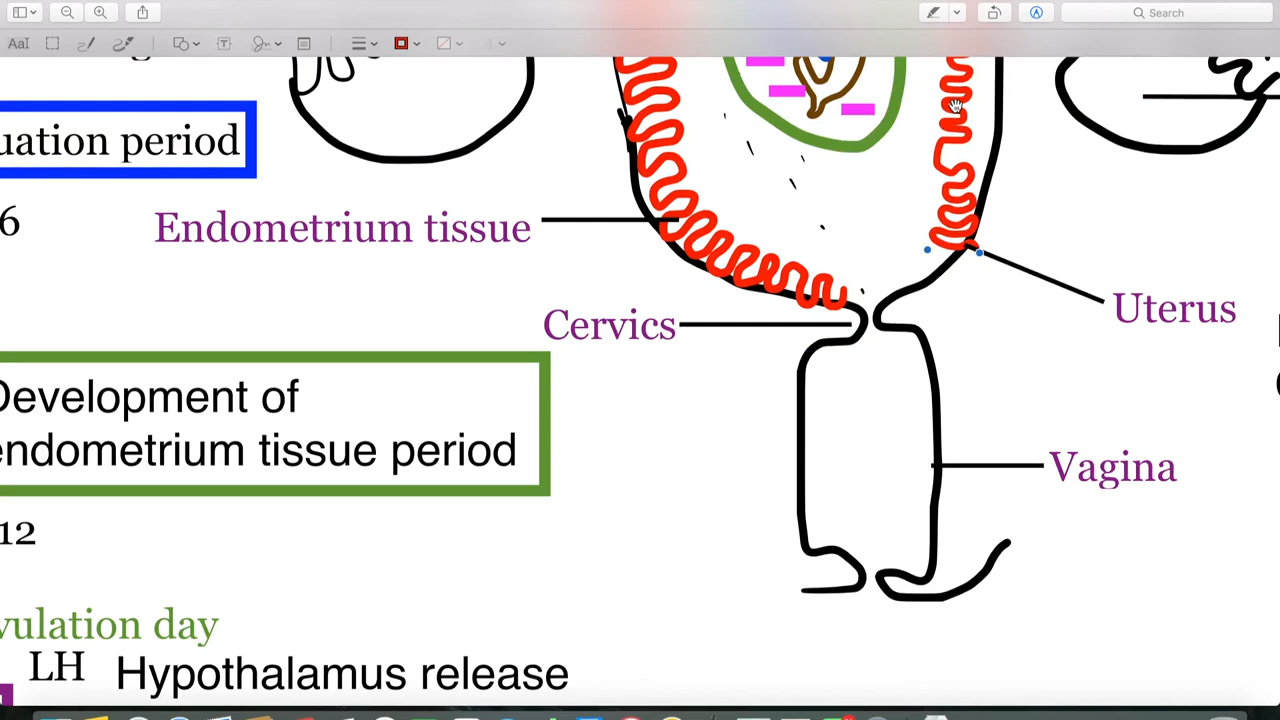 Search
AaI
uation period
6
Endometrium tissue
Uterus
Cervics
Development of
endometrium tissue period
Vagina
12
vulation day
LH Hypothalamus release